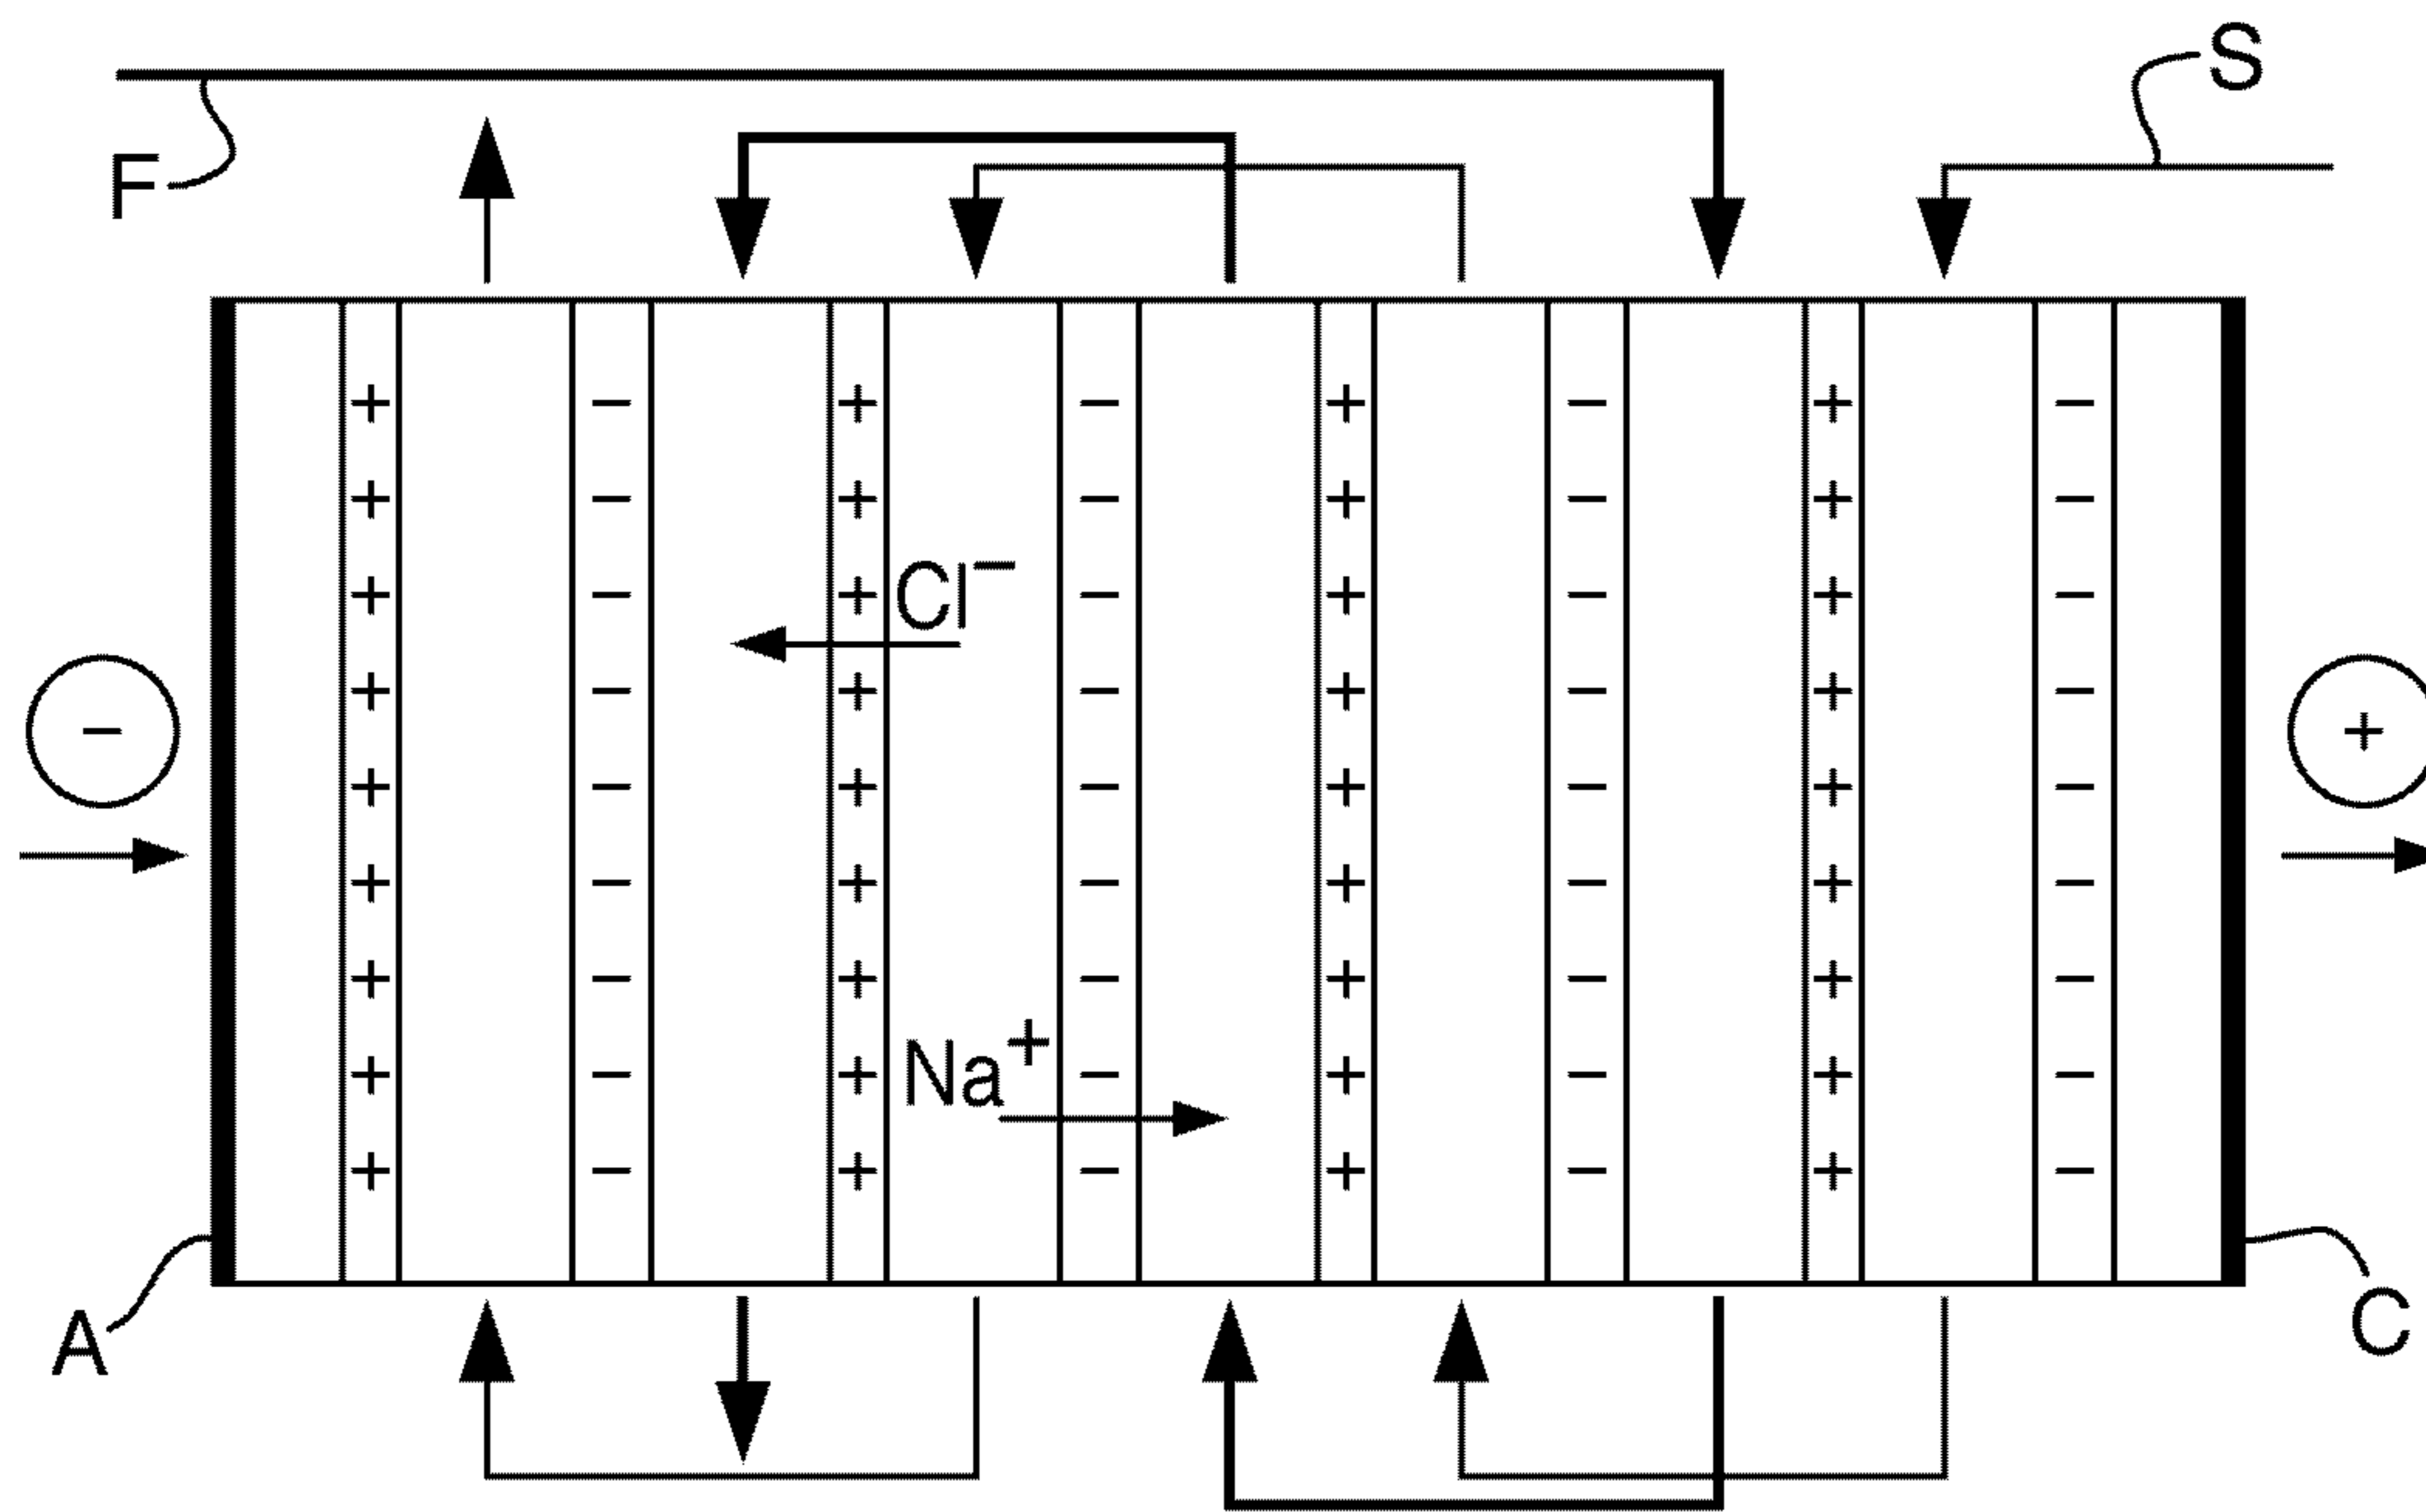 S
F
+ - + - + - + -
+ - + - + - + -
+ - + Cl⁻ - + - + -
+ - + - + - + -
- +
+ - + - + - + -
+ - + - + - + -
+ - + - + - + -
+ - + Na⁺ - + - + -
+ - + - + - + -
A C